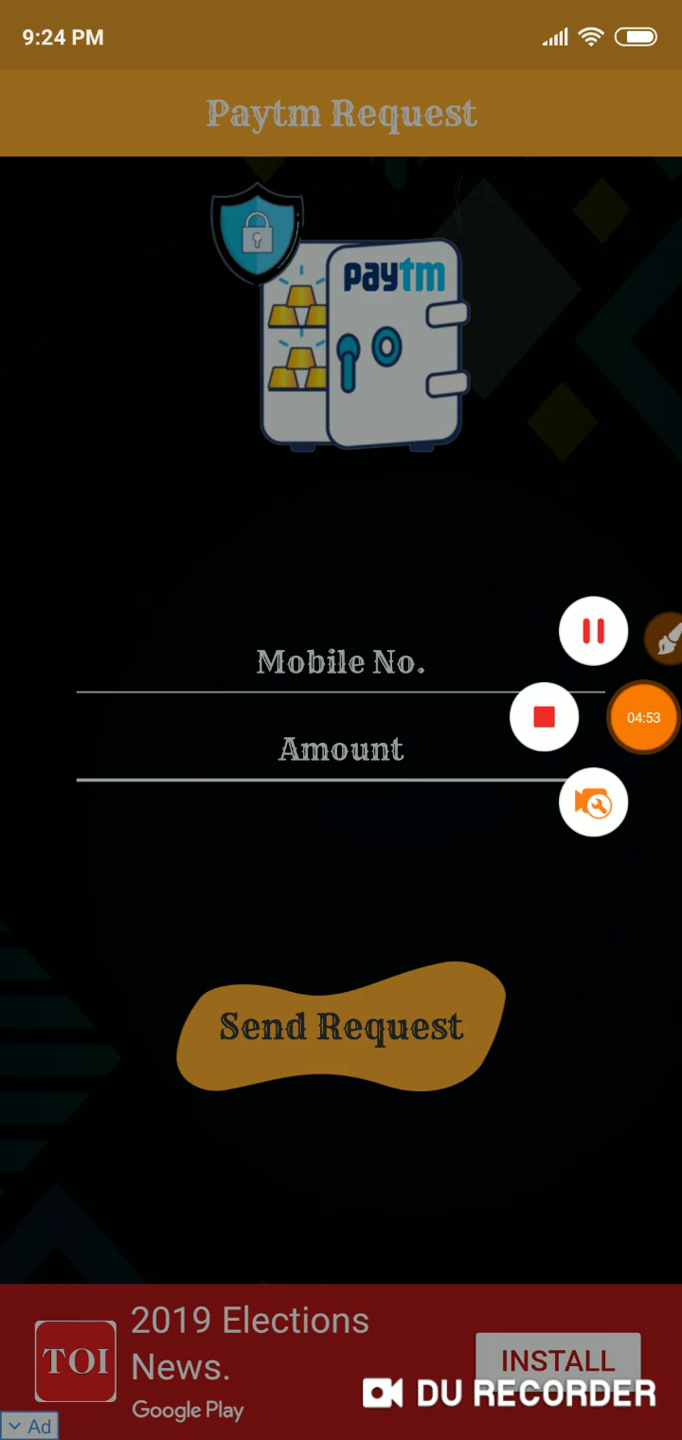 9:24 PM
Paytm Request
paytm
Mobile No.
Amount
04:53
Send Request
2019 Elections
News.
TOI
INSTALL
Google Play
DU RECORDER
Ad